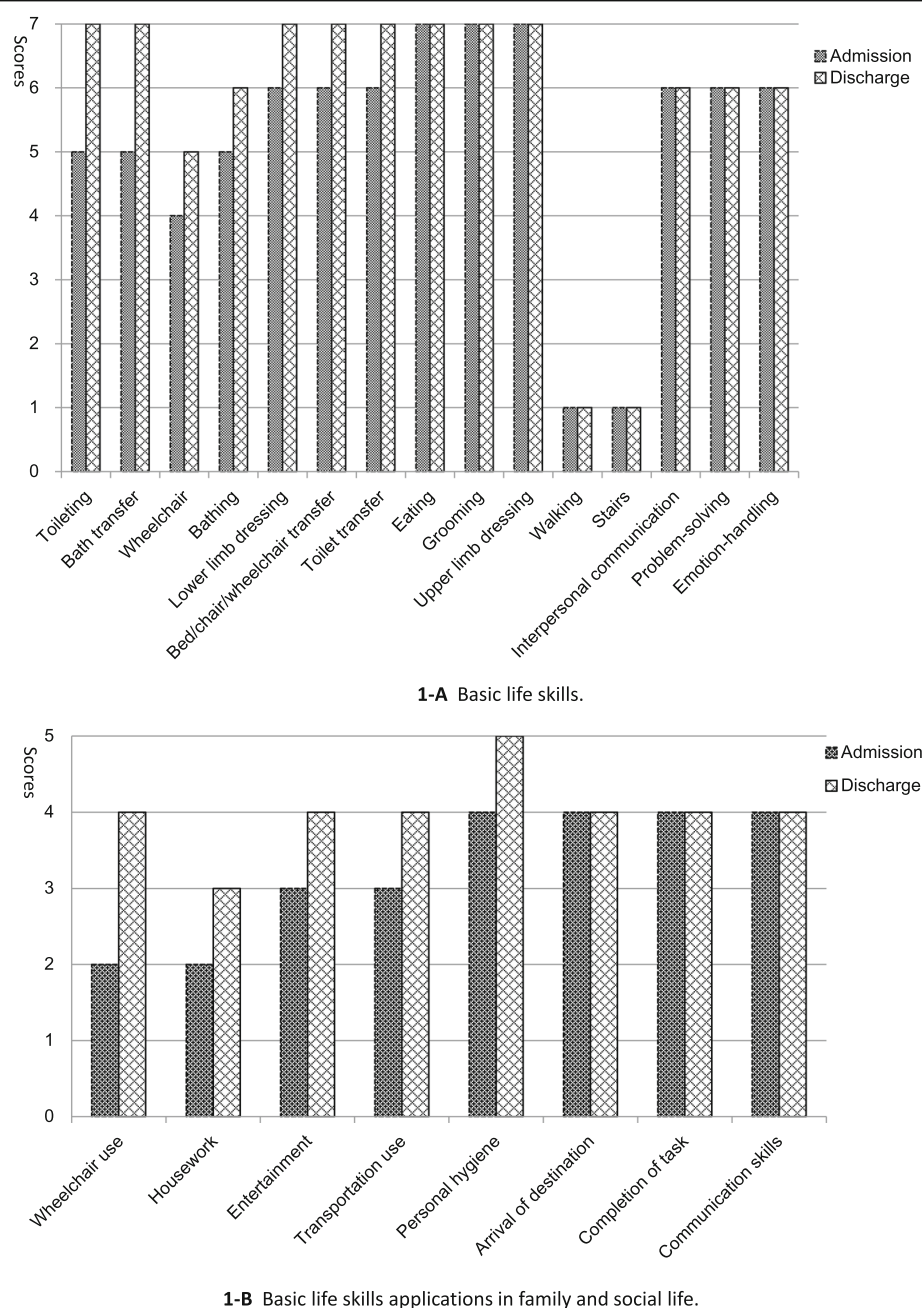 7
6
5
4
3
2
1
0
Scores
Admission
Discharge
Toileting
Bath transfer
Wheelchair
Bathing
Lower limb dressing
Bed/chair/wheelchair transfer
Toilet transfer
Eating
Grooming
Upper limb dressing
Walking
Stairs
Interpersonal communication
Problem-solving
Emotion-handling
1-A Basic life skills.
5
4
3
2
1
0
Scores
Admission
Discharge
Wheelchair use
Housework
Entertainment
Transportation use
Personal hygiene
Arrival of destination
Completion of task
Communication skills
1-B Basic life skills applications in family and social life.